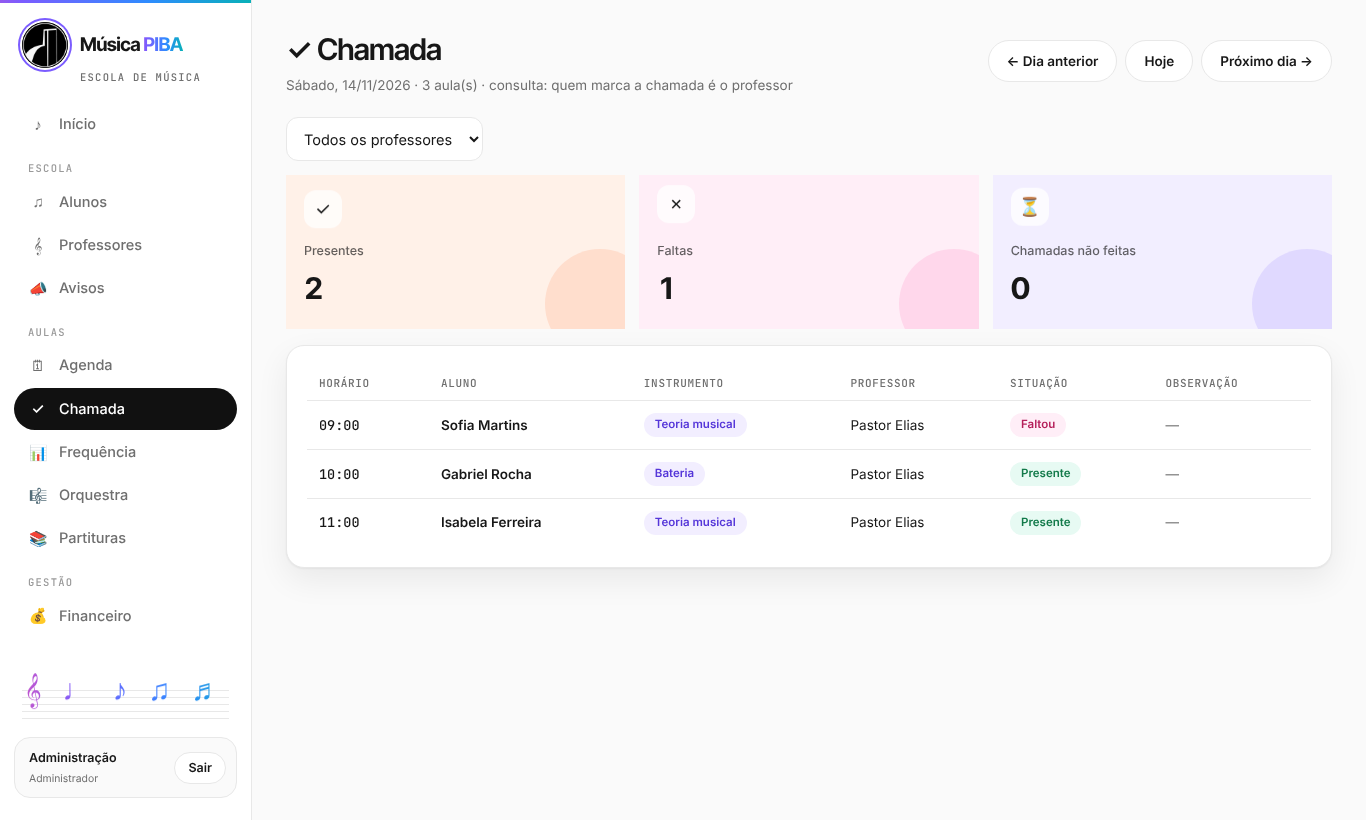 Música PIBA
ESCOLA DE MÚSICA
Início
ESCOLA
Alunos
Professores
Avisos
AULAS
Agenda
Chamada
Frequência
Orquestra
Partituras
GESTÃO
Financeiro
Administração
Administrador
Sair
✓ Chamada
Sábado, 14/11/2026 · 3 aula(s) · consulta: quem marca a chamada é o professor
← Dia anterior
Hoje
Próximo dia →
Todos os professores
Presentes
2
Faltas
1
Chamadas não feitas
0
HORÁRIO ALUNO INSTRUMENTO PROFESSOR SITUAÇÃO OBSERVAÇÃO
09:00 Sofia Martins Teoria musical Pastor Elias Faltou —
10:00 Gabriel Rocha Bateria Pastor Elias Presente —
11:00 Isabela Ferreira Teoria musical Pastor Elias Presente —